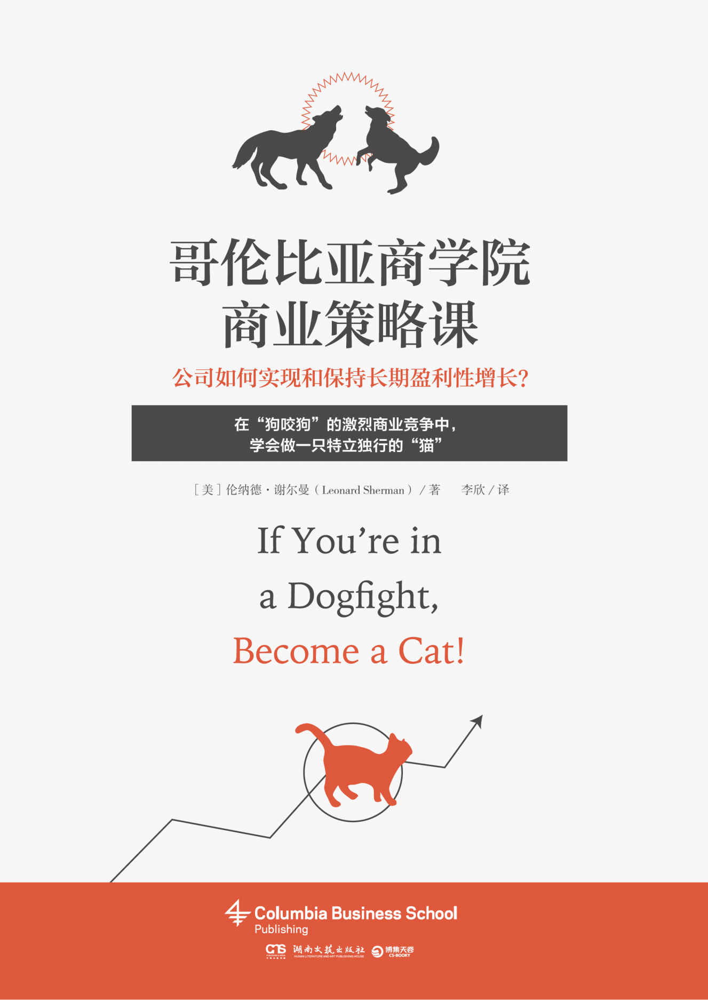 哥伦比亚商学院
商业策略课
公司如何实现和保持长期盈利性增长？
在“狗咬狗”的激烈商业竞争中，
学会做一只特立独行的“猫”
［美］伦纳德·谢尔曼（Leonard Sherman）/著 李欣/译
If You’re in
a Dogfight,
Become a Cat!
Columbia Business School
Publishing
湖南文艺出版社
HUNAN LITERATURE AND ART PUBLISHING HOUSE
博集天卷
CS-BOOKY